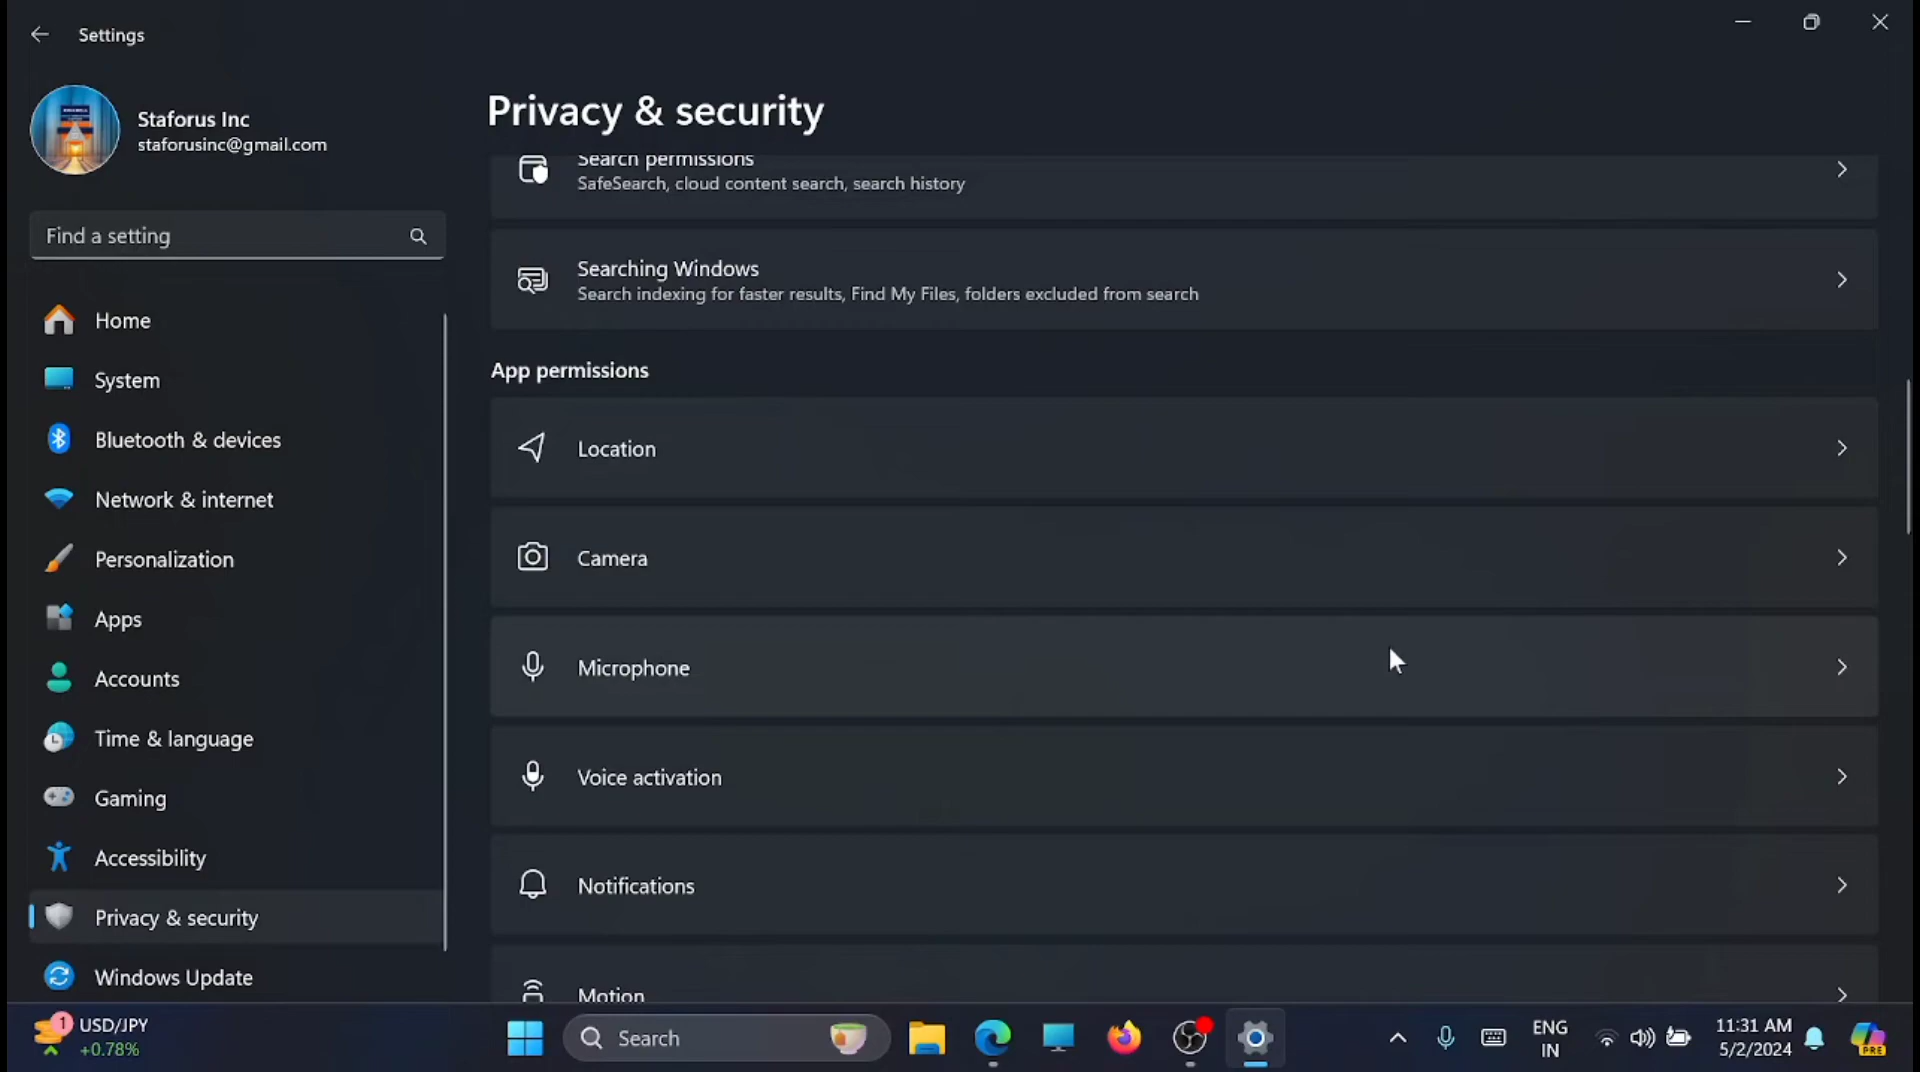 Settings
Staforus Inc
staforusinc@gmail.com
Find a setting
Home
System
Bluetooth & devices
Network & internet
Personalization
Apps
Accounts
Time & language
Gaming
Accessibility
Privacy & security
Windows Update
Privacy & security
Search permissions
SafeSearch, cloud content search, search history
Searching Windows
Search indexing for faster results, Find My Files, folders excluded from search
App permissions
Location
Camera
Microphone
Voice activation
Notifications
Motion
1
USD/JPY
+0.78%
Search
ENG
IN
11:31 AM
5/2/2024
PRE